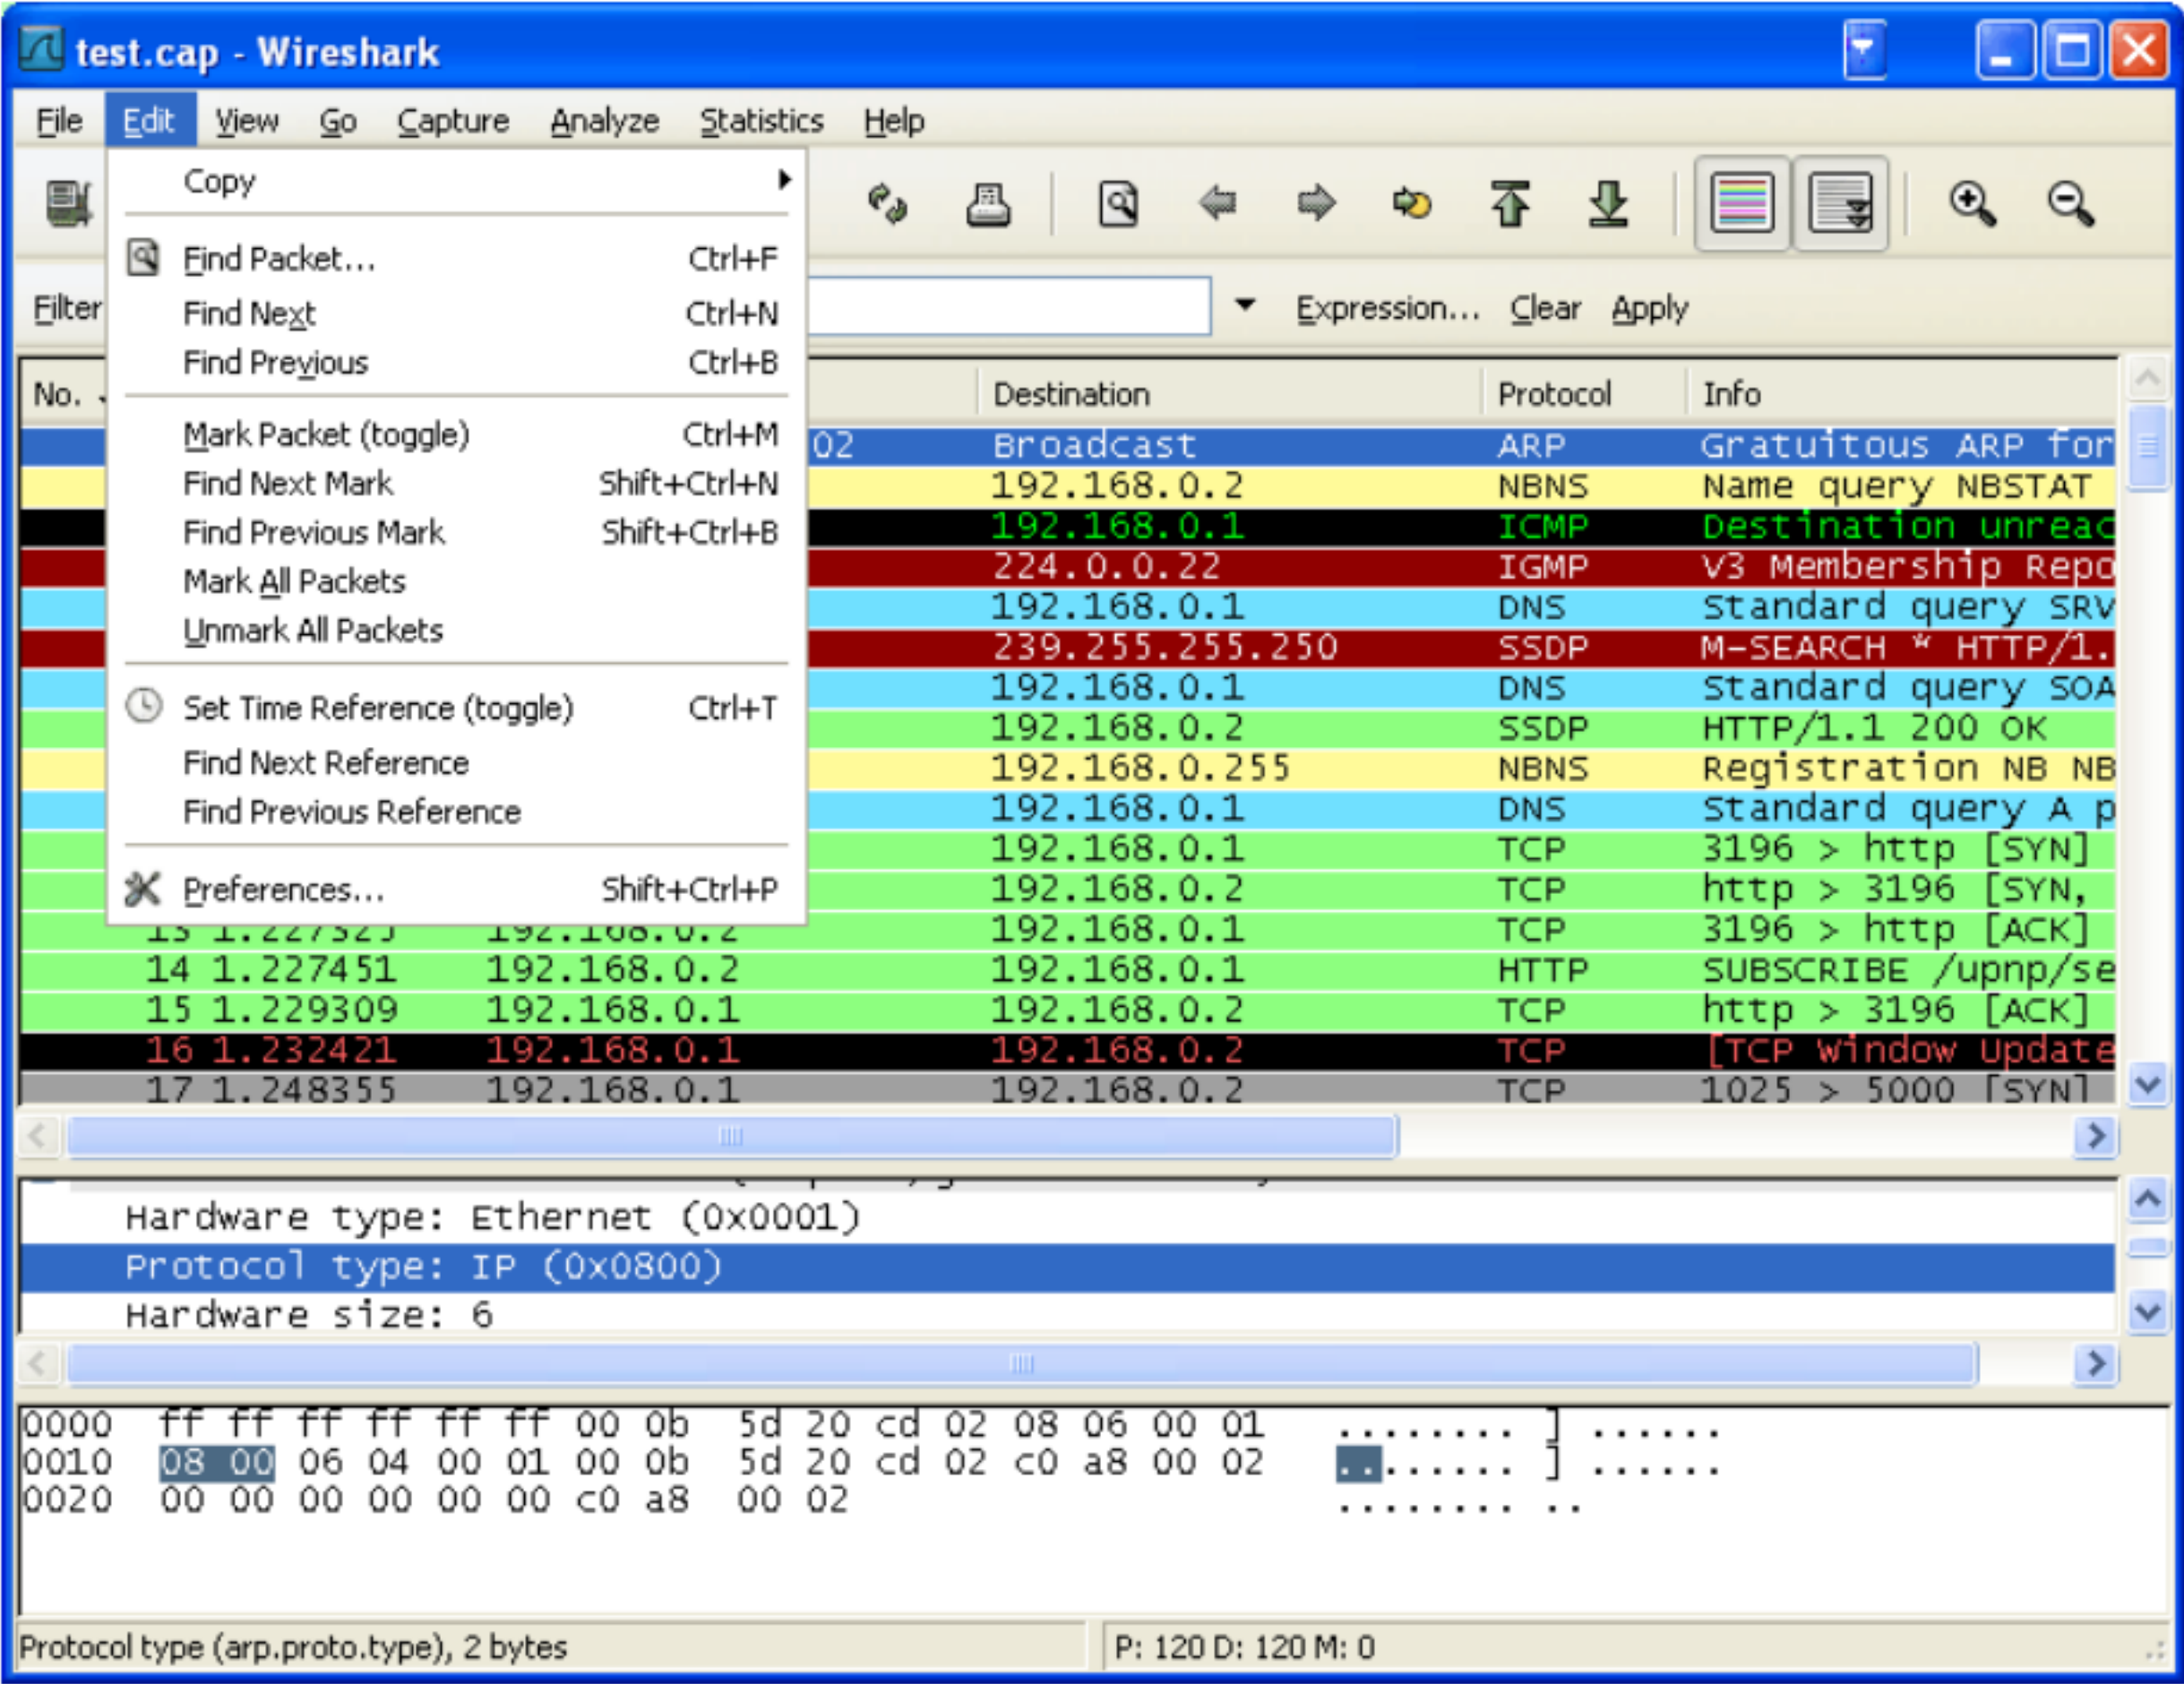 test.cap - Wireshark
File Edit View Go Capture Analyze Statistics Help
Copy
Find Packet... Ctrl+F
Find Next Ctrl+N
Find Previous Ctrl+B
Mark Packet (toggle) Ctrl+M
Find Next Mark Shift+Ctrl+N
Find Previous Mark Shift+Ctrl+B
Mark All Packets
Unmark All Packets
Set Time Reference (toggle) Ctrl+T
Find Next Reference
Find Previous Reference
Preferences... Shift+Ctrl+P
Filter Expression... Clear Apply
No. Destination Protocol Info
02 Broadcast ARP Gratuitous ARP for
192.168.0.2 NBNS Name query NBSTAT
192.168.0.1 ICMP Destination unreac
224.0.0.22 IGMP V3 Membership Repo
192.168.0.1 DNS Standard query SRV
239.255.255.250 SSDP M-SEARCH * HTTP/1.
192.168.0.1 DNS Standard query SOA
192.168.0.2 SSDP HTTP/1.1 200 OK
192.168.0.255 NBNS Registration NB NB
192.168.0.1 DNS Standard query A p
192.168.0.1 TCP 3196 > http [SYN]
192.168.0.2 TCP http > 3196 [SYN,
13 192.168.0.2 192.168.0.1 TCP 3196 > http [ACK]
14 1.227451 192.168.0.2 192.168.0.1 HTTP SUBSCRIBE /upnp/se
15 1.229309 192.168.0.1 192.168.0.2 TCP http > 3196 [ACK]
16 1.232421 192.168.0.1 192.168.0.2 TCP [TCP Window Update
17 1.248355 192.168.0.1 192.168.0.2 TCP 1025 > 5000 [SYN]
Hardware type: Ethernet (0x0001)
Protocol type: IP (0x0800)
Hardware size: 6
0000 ff ff ff ff ff ff 00 0b 5d 20 cd 02 08 06 00 01 ........ ] ......
0010 08 00 06 04 00 01 00 0b 5d 20 cd 02 c0 a8 00 02 ........ ] ......
0020 00 00 00 00 00 00 c0 a8 00 02 ........ ..
Protocol type (arp.proto.type), 2 bytes P: 120 D: 120 M: 0